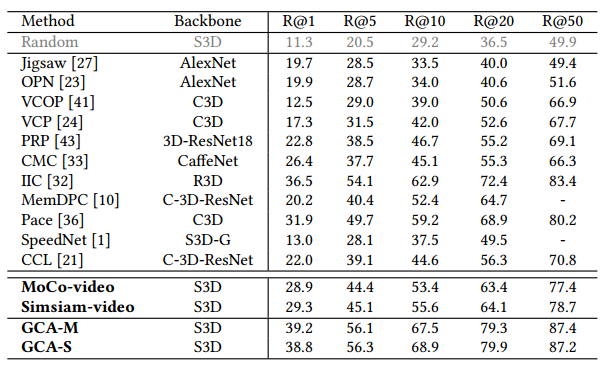 Method Backbone R@1 R@5 R@10 R@20 R@50
Random S3D 11.3 20.5 29.2 36.5 49.9
Jigsaw [27] AlexNet 19.7 28.5 33.5 40.0 49.4
OPN [23] AlexNet 19.9 28.7 34.0 40.6 51.6
VCOP [41] C3D 12.5 29.0 39.0 50.6 66.9
VCP [24] C3D 17.3 31.5 42.0 52.6 67.7
PRP [43] 3D-ResNet18 22.8 38.5 46.7 55.2 69.1
CMC [33] CaffeNet 26.4 37.7 45.1 55.3 66.3
IIC [32] R3D 36.5 54.1 62.9 72.4 83.4
MemDPC [10] C-3D-ResNet 20.2 40.4 52.4 64.7 -
Pace [36] C3D 31.9 49.7 59.2 68.9 80.2
SpeedNet [1] S3D-G 13.0 28.1 37.5 49.5 -
CCL [21] C-3D-ResNet 22.0 39.1 44.6 56.3 70.8
MoCo-video S3D 28.9 44.4 53.4 63.4 77.4
Simsiam-video S3D 29.3 45.1 55.6 64.1 78.7
GCA-M S3D 39.2 56.1 67.5 79.3 87.4
GCA-S S3D 38.8 56.3 68.9 79.9 87.2